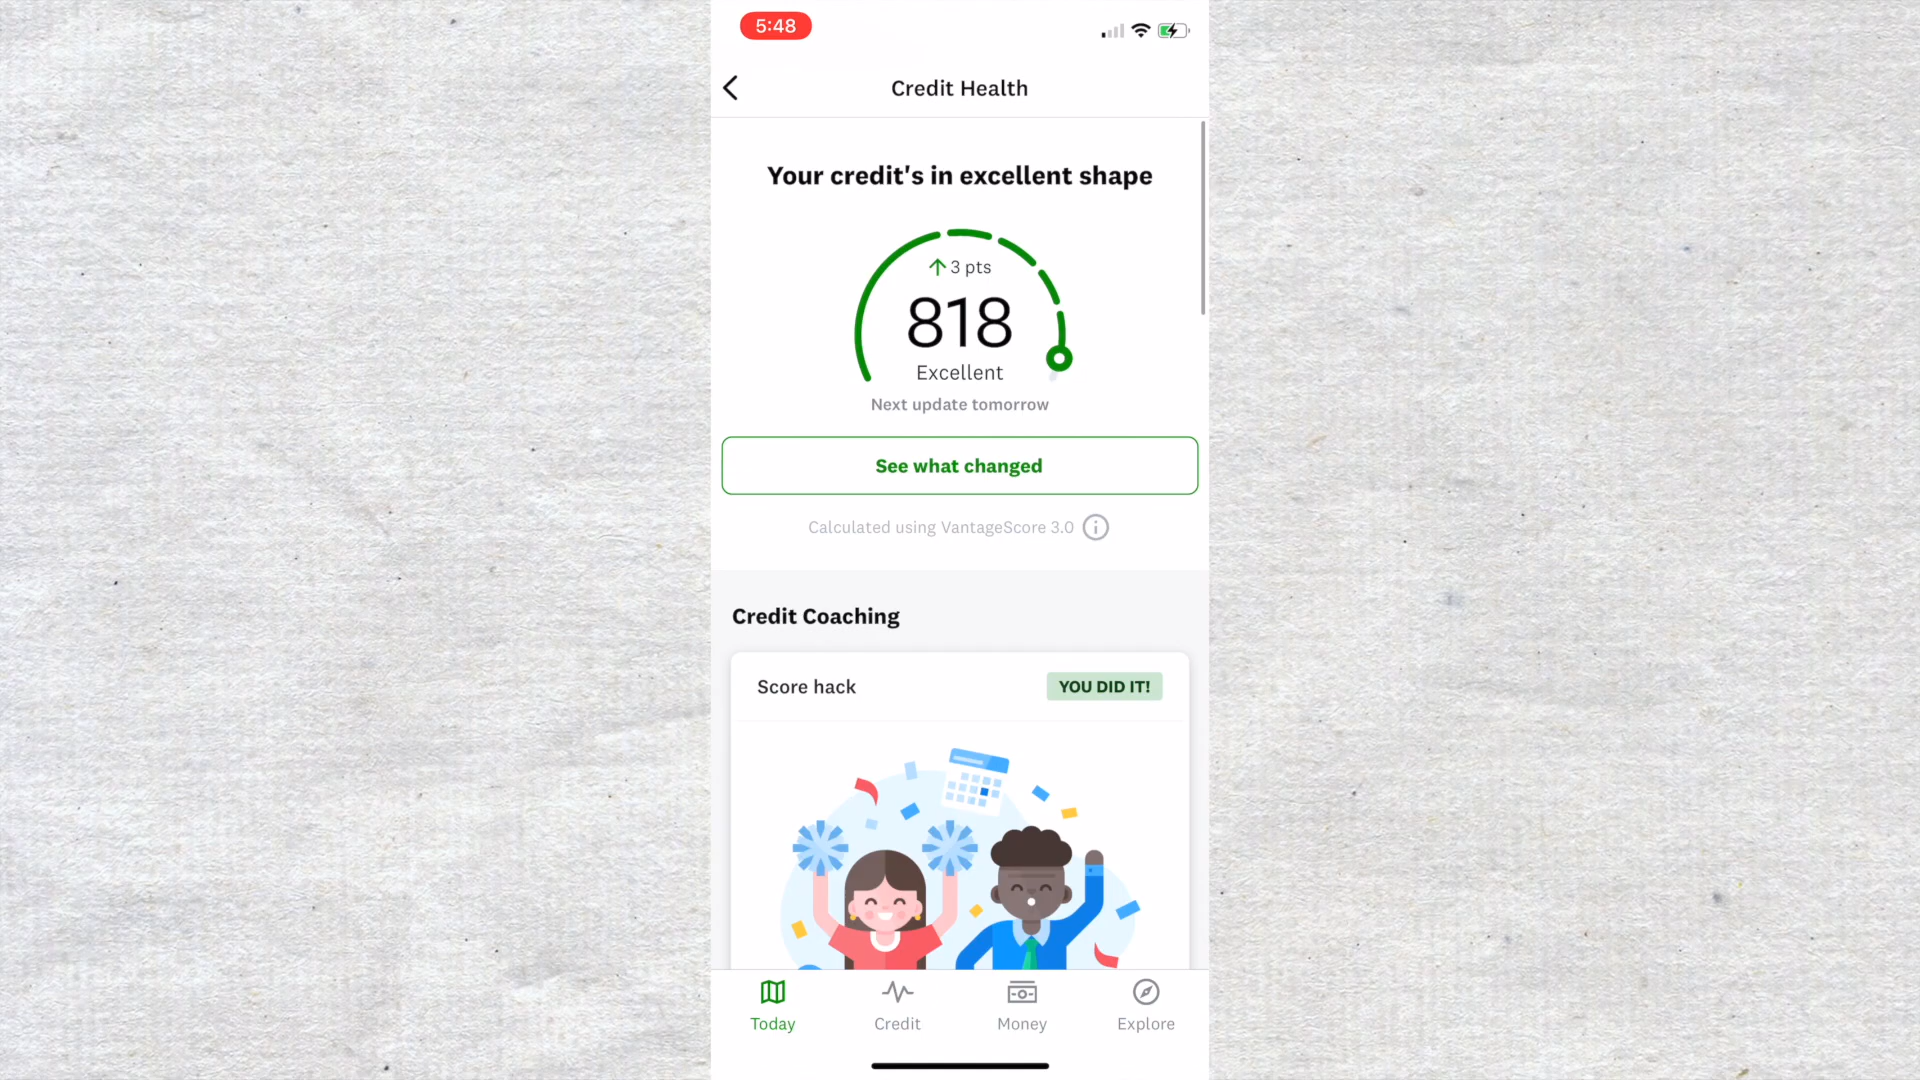 5:48
Credit Health
Your credit's in excellent shape
3 pts
818
Excellent
Next update tomorrow
See what changed
Calculated using VantageScore 3.0
Credit Coaching
Score hack
YOU DID IT!
Today
Credit
Money
Explore